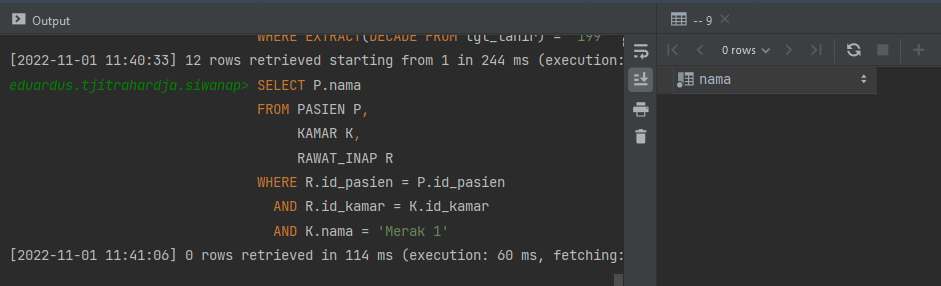 Output
WHERE EXTRACT(DECADE FROM tgl_lahir) = '199'
[2022-11-01 11:40:33] 12 rows retrieved starting from 1 in 244 ms (execution:
eduardus.tjitrahardja.siwanap> SELECT P.nama
FROM PASIEN P,
KAMAR K,
RAWAT_INAP R
WHERE R.id_pasien = P.id_pasien
AND R.id_kamar = K.id_kamar
AND K.nama = 'Merak 1'
[2022-11-01 11:41:06] 0 rows retrieved in 114 ms (execution: 60 ms, fetching:
-- 9
0 rows
nama